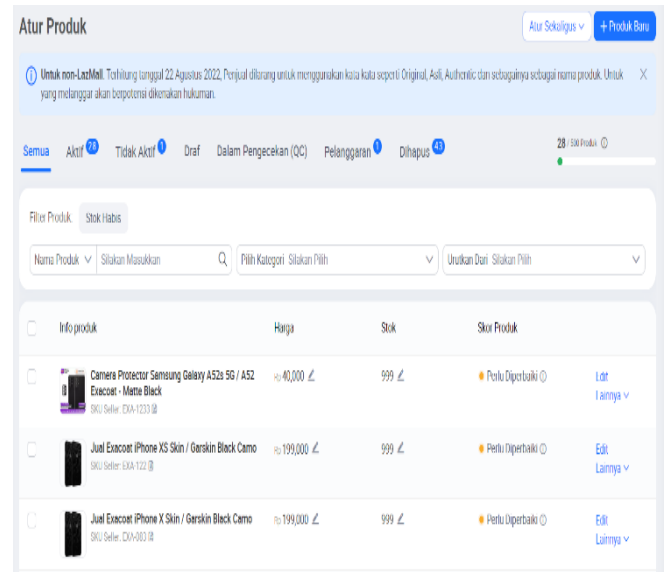 Atur Produk
Atur Sekaligus
+ Produk Baru
Untuk non-LazMall. Terhitung tanggal 22 Agustus 2022, Penjual dilarang untuk menggunakan kata-kata seperti Original, Asli, Authentic dan sebagainya sebagai nama produk. Untuk
yang melanggar akan berpotensi dikenakan hukuman.
Semua Aktif 28 Tidak Aktif 1 Draf Dalam Pengecekan (QC) Pelanggaran 1 Dihapus 43
28 / 500 Produk
Filter Produk Stok Habis
Nama Produk Silakan Masukkan Pilih Kategori Silakan Pilih Urutkan Dari Silakan Pilih
Info produk Harga Stok Skor Produk
Camera Protector Samsung Galaxy A52s 5G / A52 Rp 40,000 999 Perlu Diperbaiki Edit
Exacoat - Matte Black Lainnya
SKU Seller: EXA-1233
Jual Exacoat iPhone XS Skin / Garskin Black Camo Rp 199,000 999 Perlu Diperbaiki Edit
SKU Seller: EXA-122 Lainnya
Jual Exacoat iPhone X Skin / Garskin Black Camo Rp 199,000 999 Perlu Diperbaiki Edit
SKU Seller: EXA-003 Lainnya